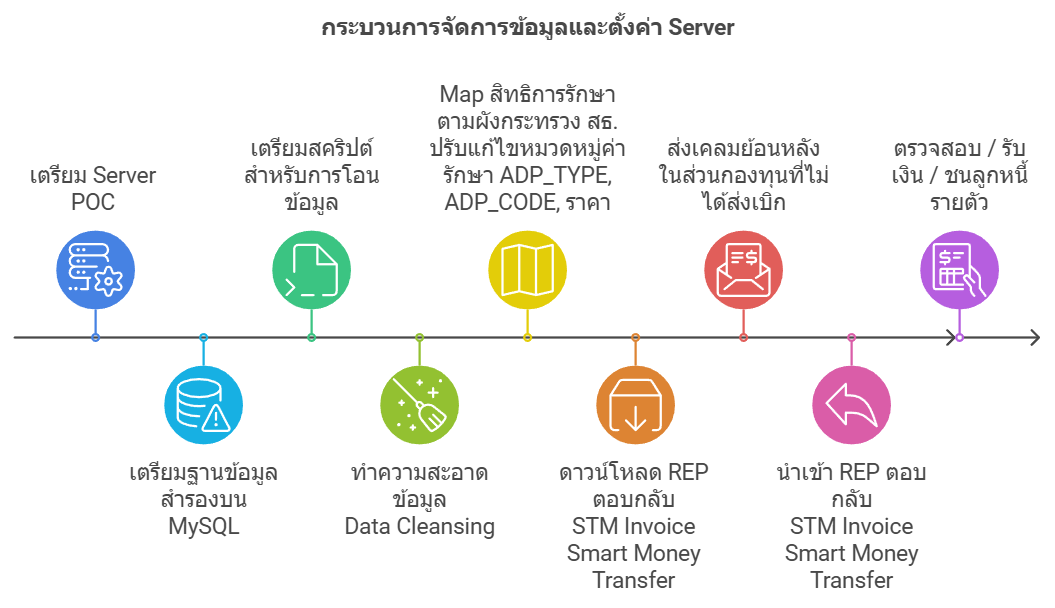 กระบวนการจัดการข้อมูลและตั้งค่า Server
เตรียม Server
POC
เตรียมฐานข้อมูล
สำรองบน
MySQL
เตรียมสคริปต์
สำหรับการโอน
ข้อมูล
ทำความสะอาด
ข้อมูล
Data Cleansing
Map สิทธิการรักษา
ตามผังกระทรวง สธ.
ปรับแก้ไขหมวดหมู่ค่า
รักษา ADP_TYPE,
ADP_CODE, ราคา
ดาวน์โหลด REP
ตอบกลับ
STM Invoice
Smart Money
Transfer
ส่งเคลมย้อนหลัง
ในส่วนกองทุนที่ไม่
ได้ส่งเบิก
นำเข้า REP ตอบ
กลับ
STM Invoice
Smart Money
Transfer
ตรวจสอบ / รับ
เงิน / ชนลูกหนี้
รายตัว